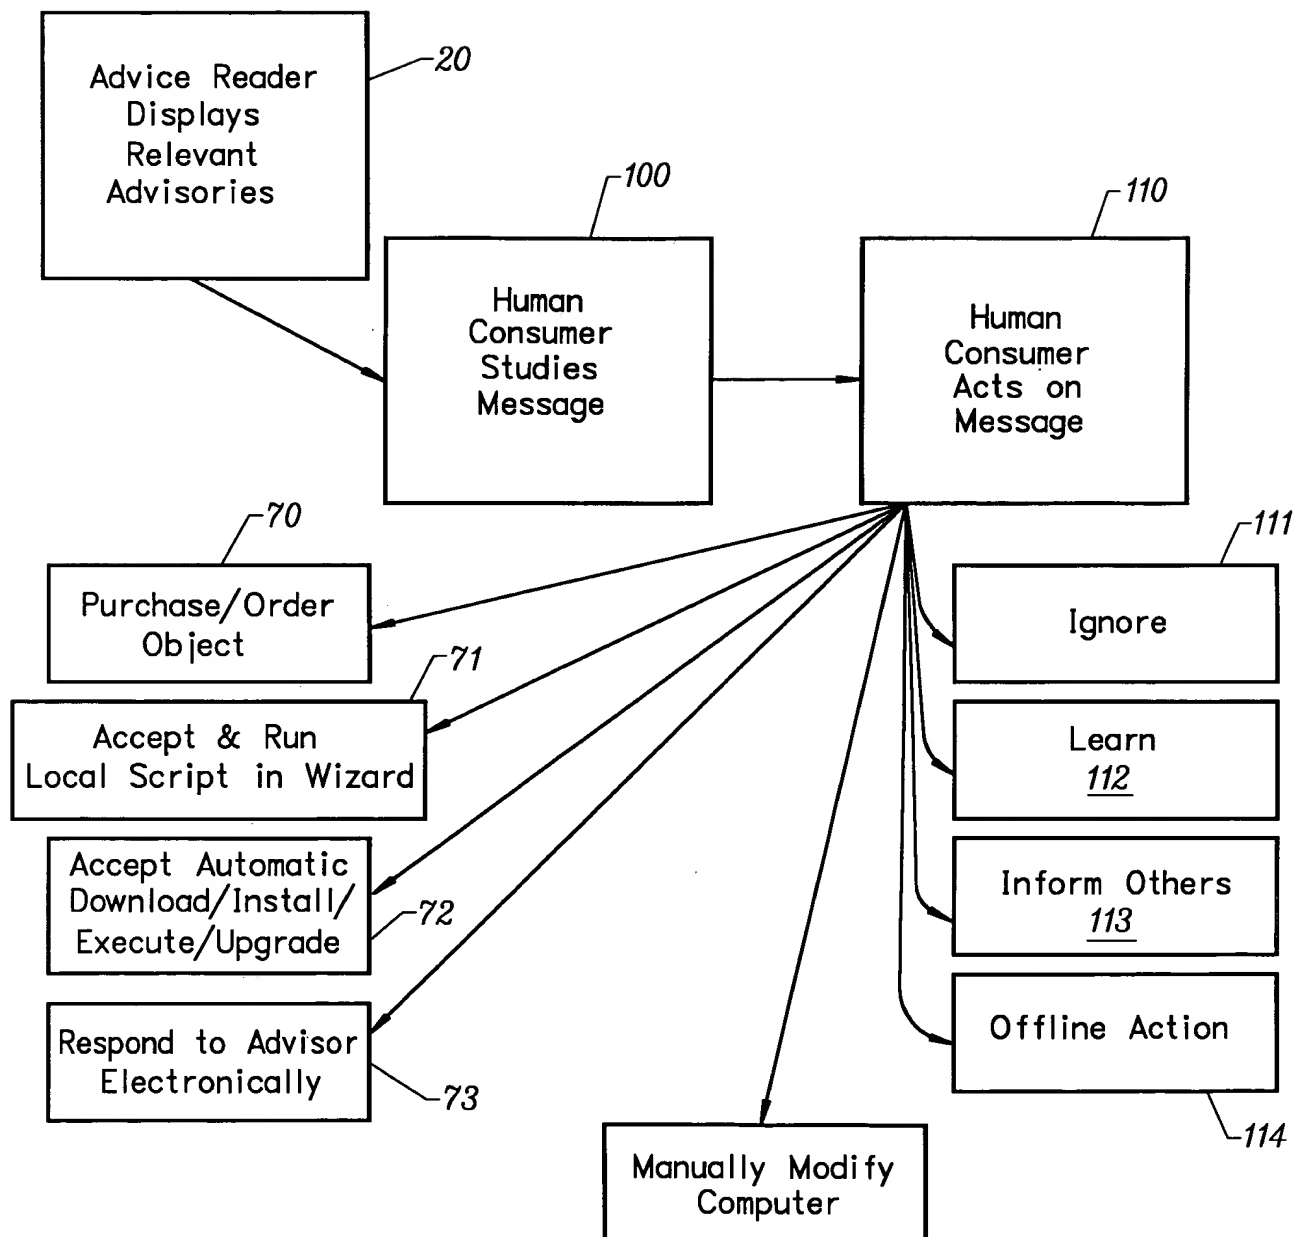 Advice Reader
Displays
Relevant
Advisories
20
Human
Consumer
Studies
Message
100
Human
Consumer
Acts on
Message
110
70
Purchase/Order
Object
71
Accept & Run
Local Script in Wizard
Accept Automatic
Download/Install/
Execute/Upgrade
72
Respond to Advisor
Electronically
73
Manually Modify
Computer
111
Ignore
Learn
112
Inform Others
113
Offline Action
114